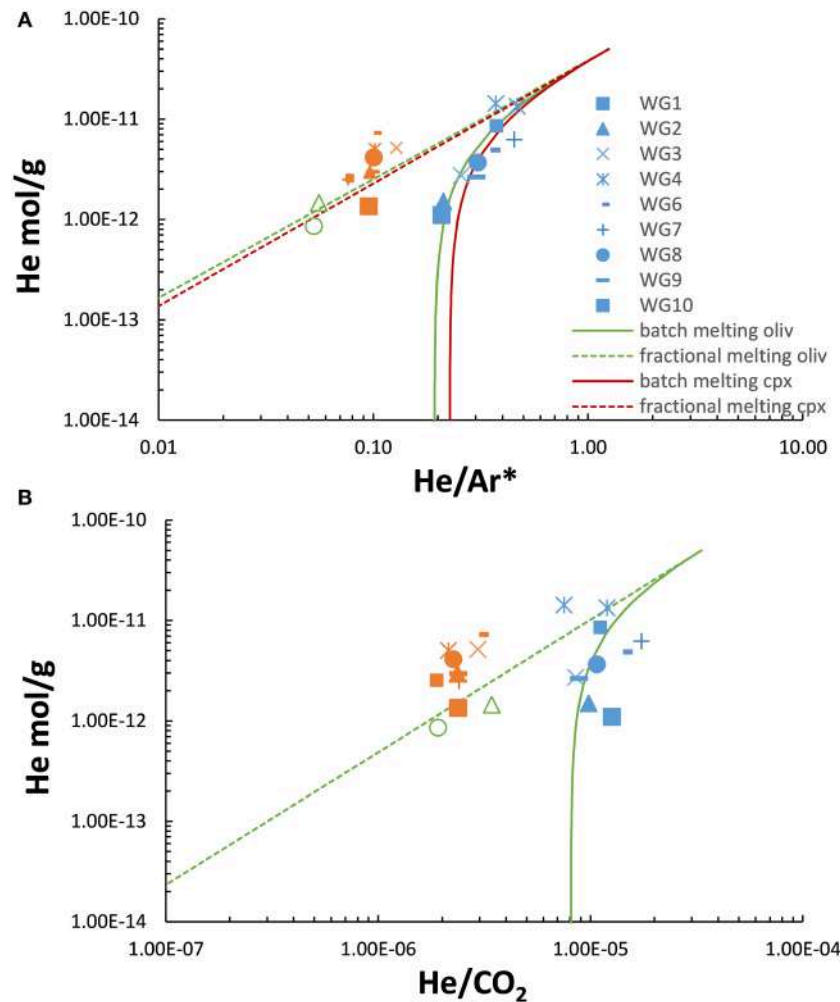 A
1.00E-10
1.00E-11
1.00E-12
1.00E-13
1.00E-14
He mol/g
WG1
WG2
WG3
WG4
WG6
WG7
WG8
WG9
WG10
batch melting oliv
fractional melting oliv
batch melting cpx
fractional melting cpx
0.01
0.10
1.00
10.00
He/Ar*
B
1.00E-10
1.00E-11
1.00E-12
1.00E-13
1.00E-14
He mol/g
1.00E-07
1.00E-06
1.00E-05
1.00E-04
He/CO₂